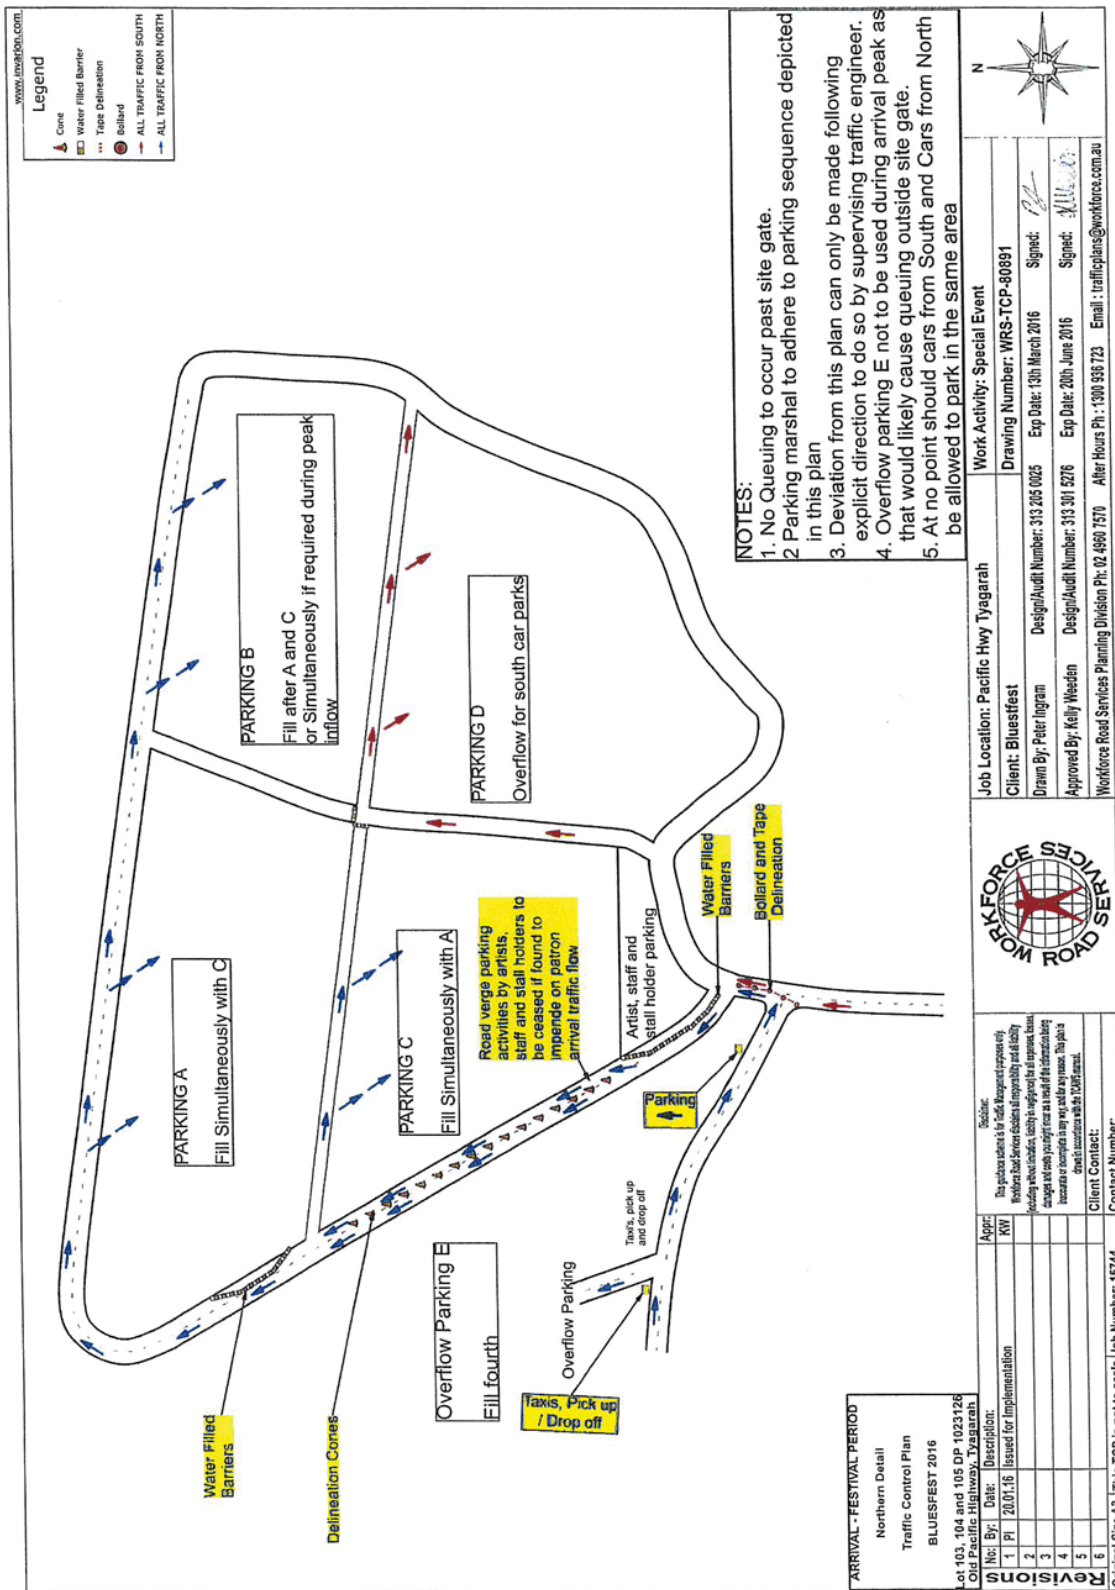 www.invarion.com
Legend
Cone
Water Filled Barrier
Tape Delineation
Bollard
ALL TRAFFIC FROM SOUTH
ALL TRAFFIC FROM NORTH
PARKING A
Fill Simultaneously with C
PARKING B
Fill after A and C
or Simultaneously if required during peak
inflow
PARKING C
Fill Simultaneously with A
PARKING D
Overflow for south car parks
Overflow Parking E
Fill fourth
Water Filled
Barriers
Delineation Cones
Road verge parking
activities by artists,
staff and stall holders to
be ceased if found to
impende on patron
arrival traffic flow
Artist, staff and
stall holder parking
Water Filled
Barriers
Bollard and Tape
Delineation
Parking
Taxi's, pick up
and drop off
Overflow Parking
Taxis, Pick up
/ Drop off
NOTES:
1. No Queuing to occur past site gate.
2 Parking marshal to adhere to parking sequence depicted
in this plan
3. Deviation from this plan can only be made following
explicit direction to do so by supervising traffic engineer.
4. Overflow parking E not to be used during arrival peak as
that would likely cause queuing outside site gate.
5. At no point should cars from South and Cars from North
be allowed to park in the same area
ARRIVAL - FESTIVAL PERIOD
Northern Detail
Traffic Control Plan
BLUESFEST 2016
Lot 103, 104 and 105 DP 1023126
Old Pacific Highway, Tyagarah
Revisions
No: By: Date: Description: Appr:
1 PI 20.01.16 Issued for Implementation KW
2
3
4
5
6
Disclaimer:
Client Contact:
Contact Number:
WORKFORCE
ROAD SERVICES
Job Location: Pacific Hwy Tyagarah
Work Activity: Special Event
Client: Bluesfest
Drawing Number: WRS-TCP-80891
Drawn By: Peter Ingram Design/Audit Number: 313 205 0025 Exp Date: 13th March 2016 Signed:
Approved By: Kelly Weeden Design/Audit Number: 313 301 5276 Exp Date: 20th June 2016 Signed:
Workforce Road Services Planning Division Ph: 02 4960 7570 After Hours Ph : 1300 936 723 Email : trafficplans@workforce.com.au
N